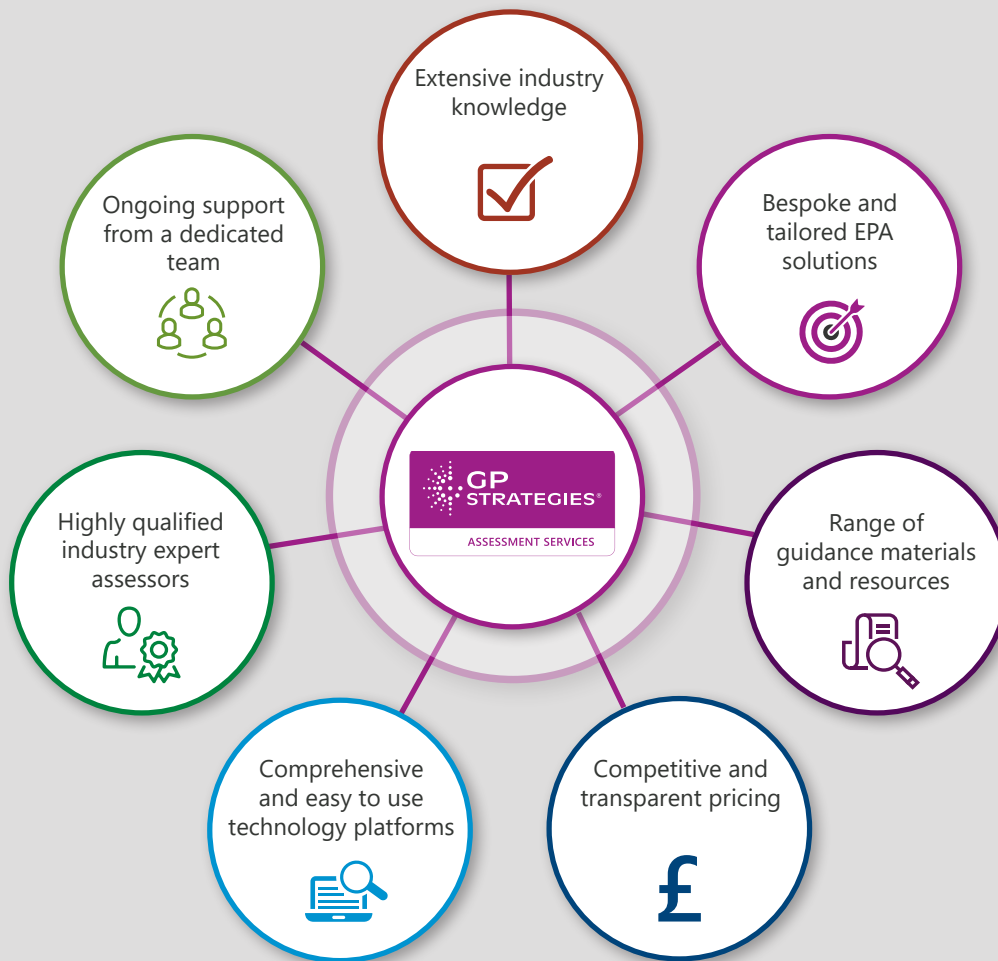 Extensive industry
knowledge
Bespoke and
tailored EPA
solutions
Range of
guidance materials
and resources
Competitive and
transparent pricing
£
Comprehensive
and easy to use
technology platforms
Highly qualified
industry expert
assessors
Ongoing support
from a dedicated
team
GP
STRATEGIES®
ASSESSMENT SERVICES